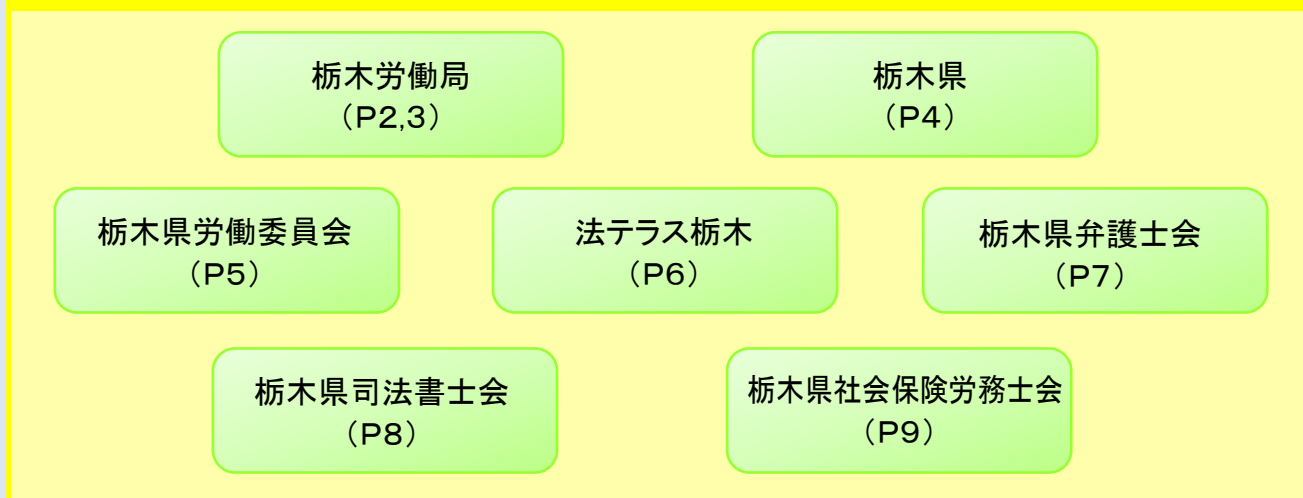 栃木労働局
（P2,3）
栃木県
（P4）
栃木県労働委員会
（P5）
法テラス栃木
（P6）
栃木県弁護士会
（P7）
栃木県司法書士会
（P8）
栃木県社会保険労務士会
（P9）